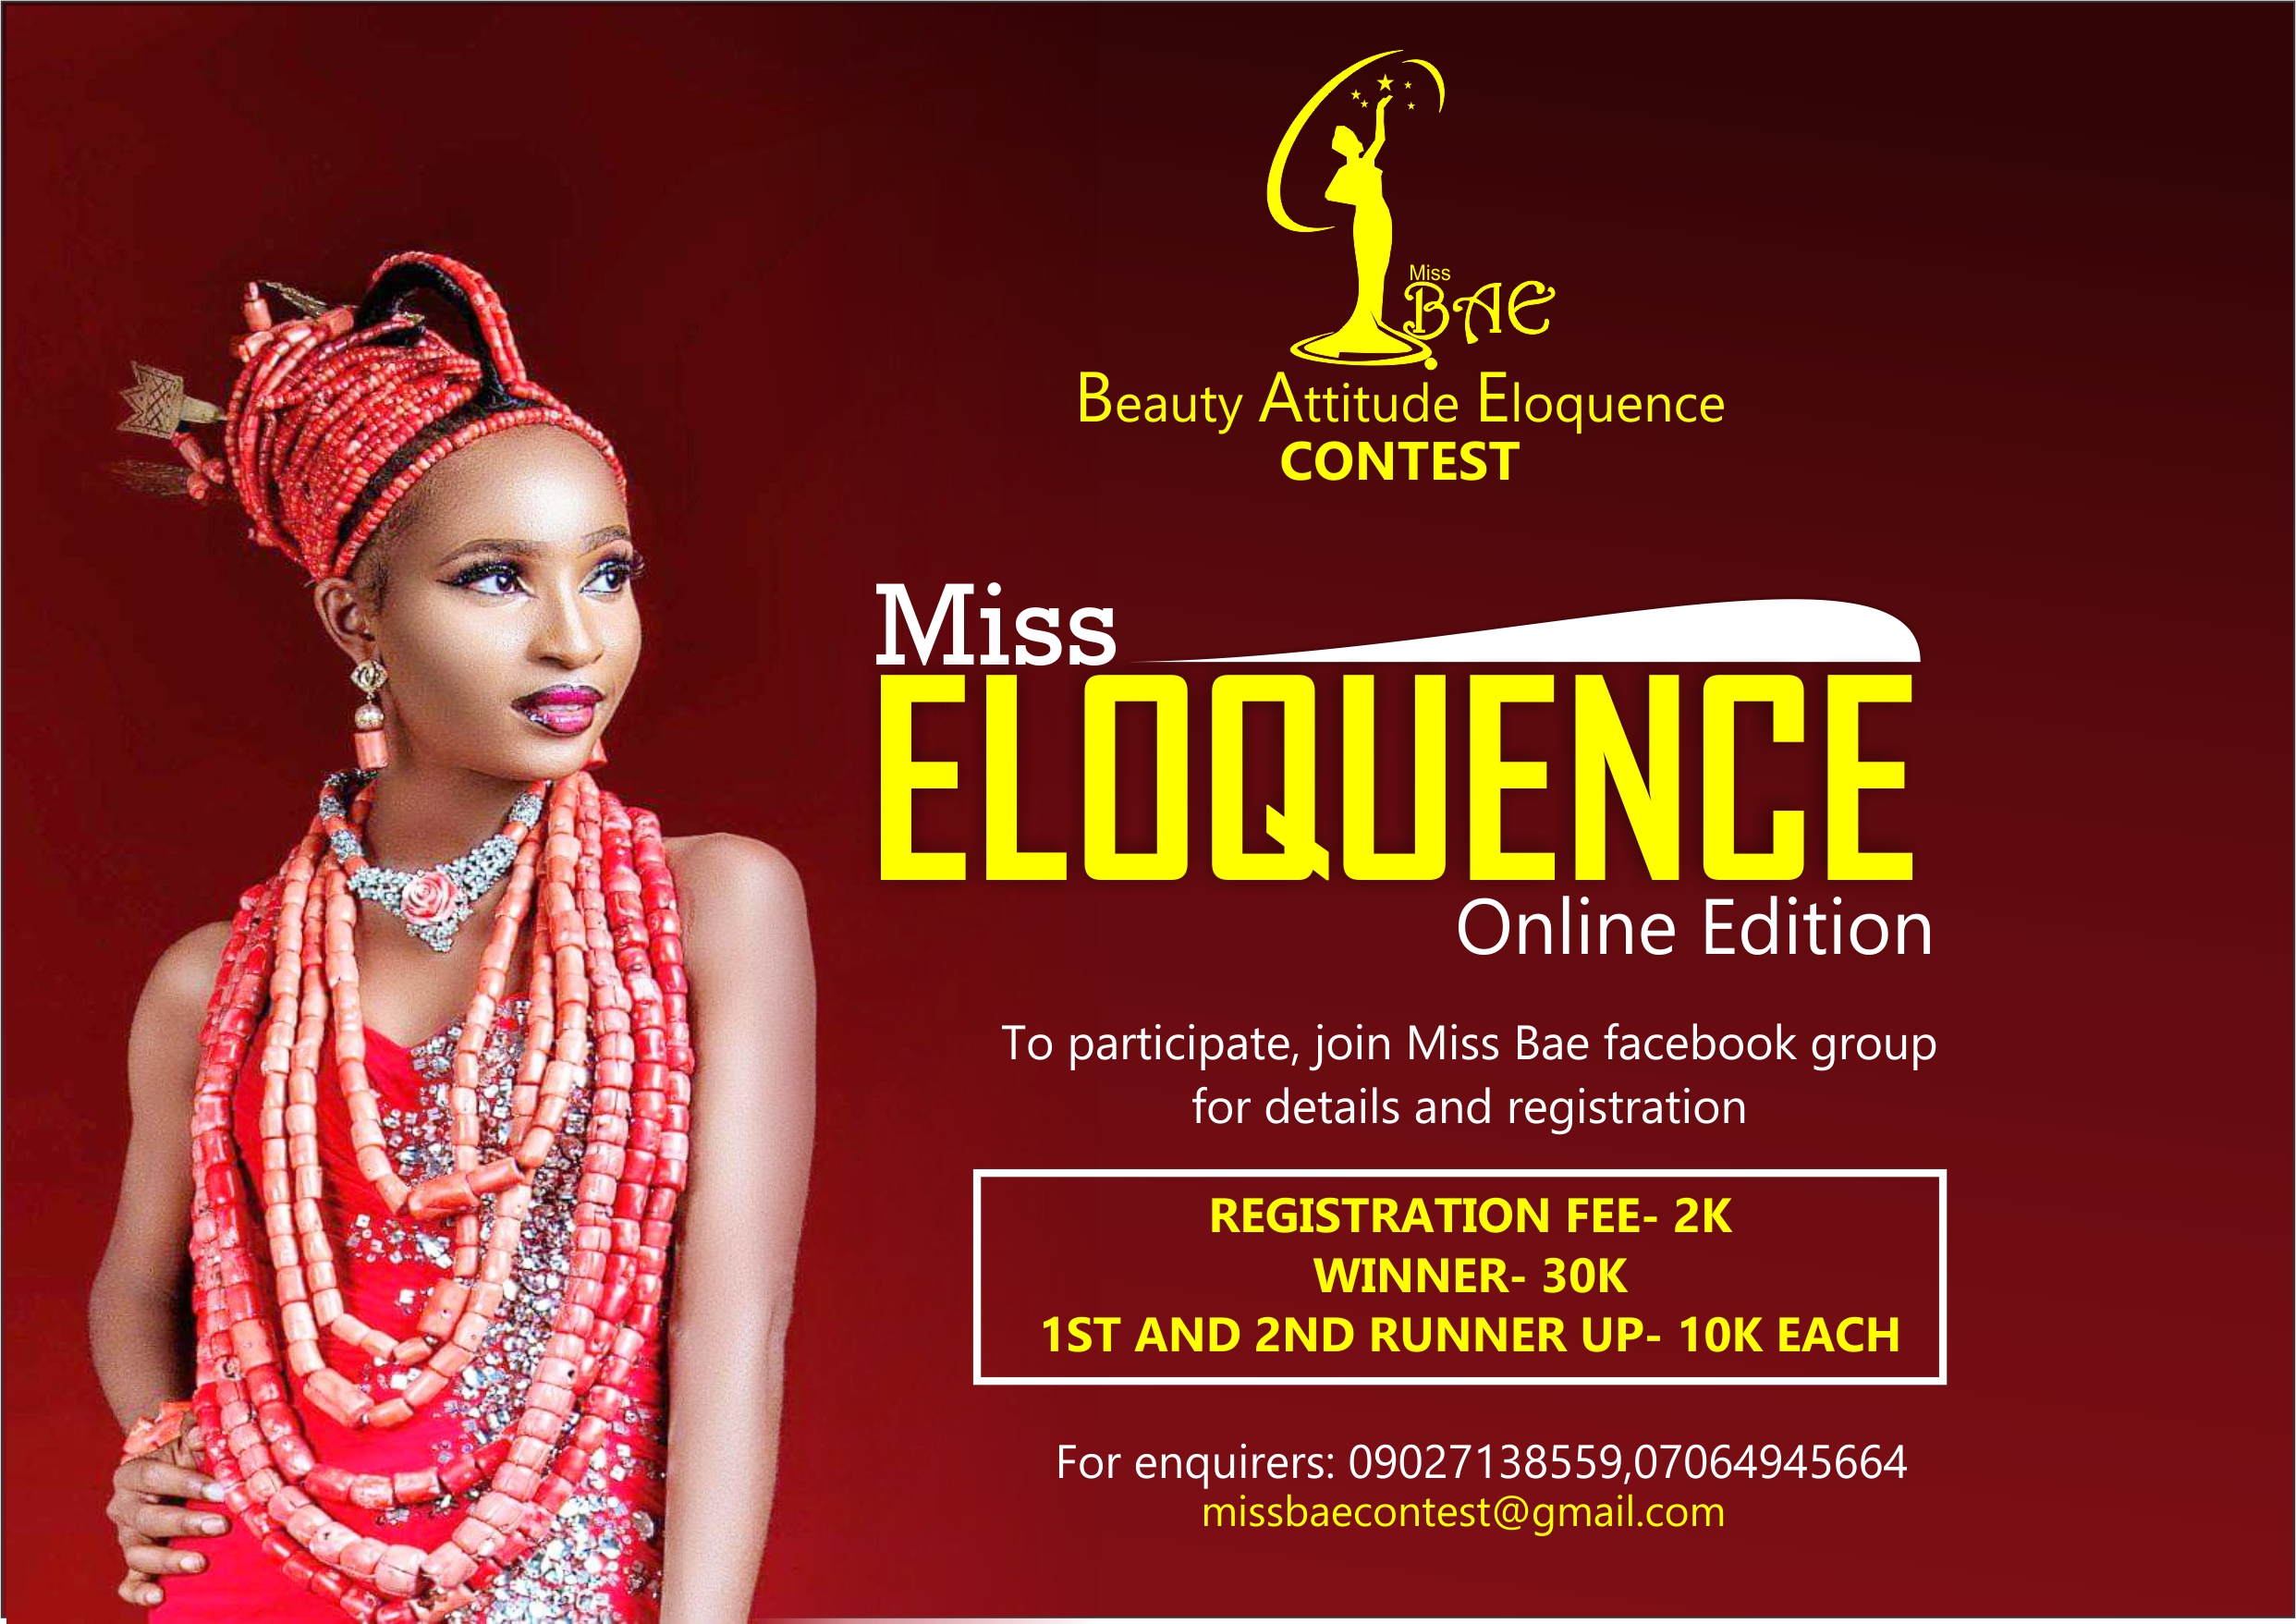 Miss
BAE
Beauty Attitude Eloquence
CONTEST
Miss
ELOQUENCE
Online Edition
To participate, join Miss Bae facebook group
for details and registration
REGISTRATION FEE- 2K
WINNER- 30K
1ST AND 2ND RUNNER UP- 10K EACH
For enquirers: 09027138559,07064945664
missbaecontest@gmail.com